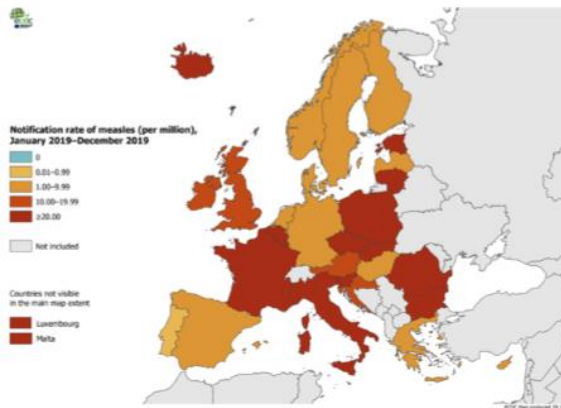 ecdc
Notification rate of measles (per million),
January 2019–December 2019
0
0.01–0.99
1.00–9.99
10.00–19.99
≥20.00
Not included
Countries not visible
in the main map extent
Luxembourg
Malta